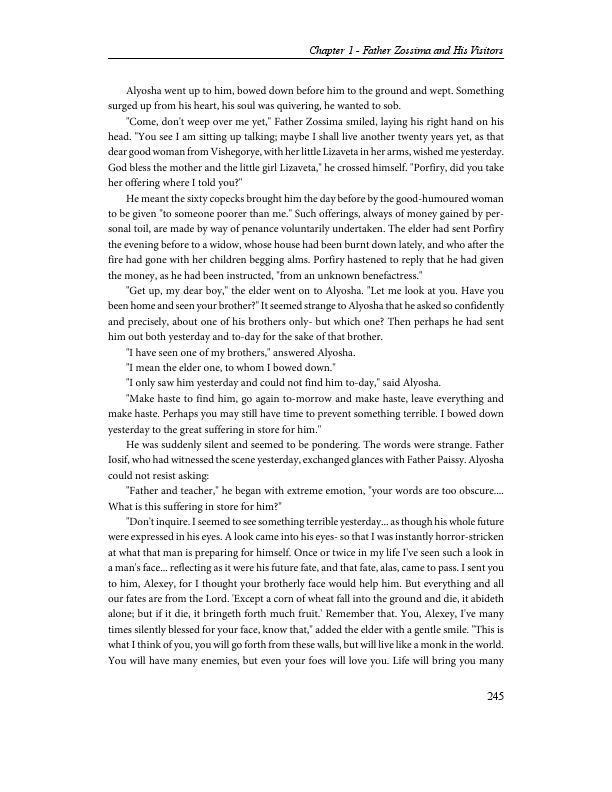 Chapter 1 - Father Zossima and His Visitors
Alyosha went up to him, bowed down before him to the ground and wept. Something
surged up from his heart, his soul was quivering, he wanted to sob.
"Come, don't weep over me yet," Father Zossima smiled, laying his right hand on his
head. "You see I am sitting up talking; maybe I shall live another twenty years yet, as that
dear good woman from Vishegorye, with her little Lizaveta in her arms, wished me yesterday.
God bless the mother and the little girl Lizaveta," he crossed himself. "Porfiry, did you take
her offering where I told you?"
He meant the sixty copecks brought him the day before by the good-humoured woman
to be given "to someone poorer than me." Such offerings, always of money gained by per-
sonal toil, are made by way of penance voluntarily undertaken. The elder had sent Porfiry
the evening before to a widow, whose house had been burnt down lately, and who after the
fire had gone with her children begging alms. Porfiry hastened to reply that he had given
the money, as he had been instructed, "from an unknown benefactress."
"Get up, my dear boy," the elder went on to Alyosha. "Let me look at you. Have you
been home and seen your brother?" It seemed strange to Alyosha that he asked so confidently
and precisely, about one of his brothers only- but which one? Then perhaps he had sent
him out both yesterday and to-day for the sake of that brother.
"I have seen one of my brothers," answered Alyosha.
"I mean the elder one, to whom I bowed down."
"I only saw him yesterday and could not find him to-day," said Alyosha.
"Make haste to find him, go again to-morrow and make haste, leave everything and
make haste. Perhaps you may still have time to prevent something terrible. I bowed down
yesterday to the great suffering in store for him."
He was suddenly silent and seemed to be pondering. The words were strange. Father
Iosif, who had witnessed the scene yesterday, exchanged glances with Father Paissy. Alyosha
could not resist asking:
"Father and teacher," he began with extreme emotion, "your words are too obscure....
What is this suffering in store for him?"
"Don't inquire. I seemed to see something terrible yesterday... as though his whole future
were expressed in his eyes. A look came into his eyes- so that I was instantly horror-stricken
at what that man is preparing for himself. Once or twice in my life I've seen such a look in
a man's face... reflecting as it were his future fate, and that fate, alas, came to pass. I sent you
to him, Alexey, for I thought your brotherly face would help him. But everything and all
our fates are from the Lord. 'Except a corn of wheat fall into the ground and die, it abideth
alone; but if it die, it bringeth forth much fruit.' Remember that. You, Alexey, I've many
times silently blessed for your face, know that," added the elder with a gentle smile. "This is
what I think of you, you will go forth from these walls, but will live like a monk in the world.
You will have many enemies, but even your foes will love you. Life will bring you many
245